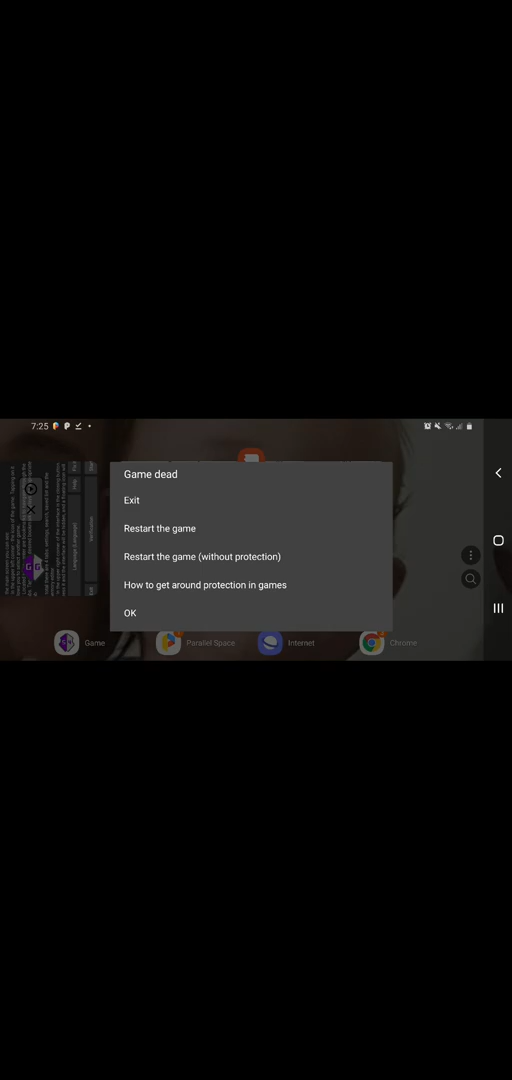 7:25
Game dead
Exit
Restart the game
Restart the game (without protection)
How to get around protection in games
OK
Game
Parallel Space
Internet
Chrome
Language (Language)
Help
Verification
Exit